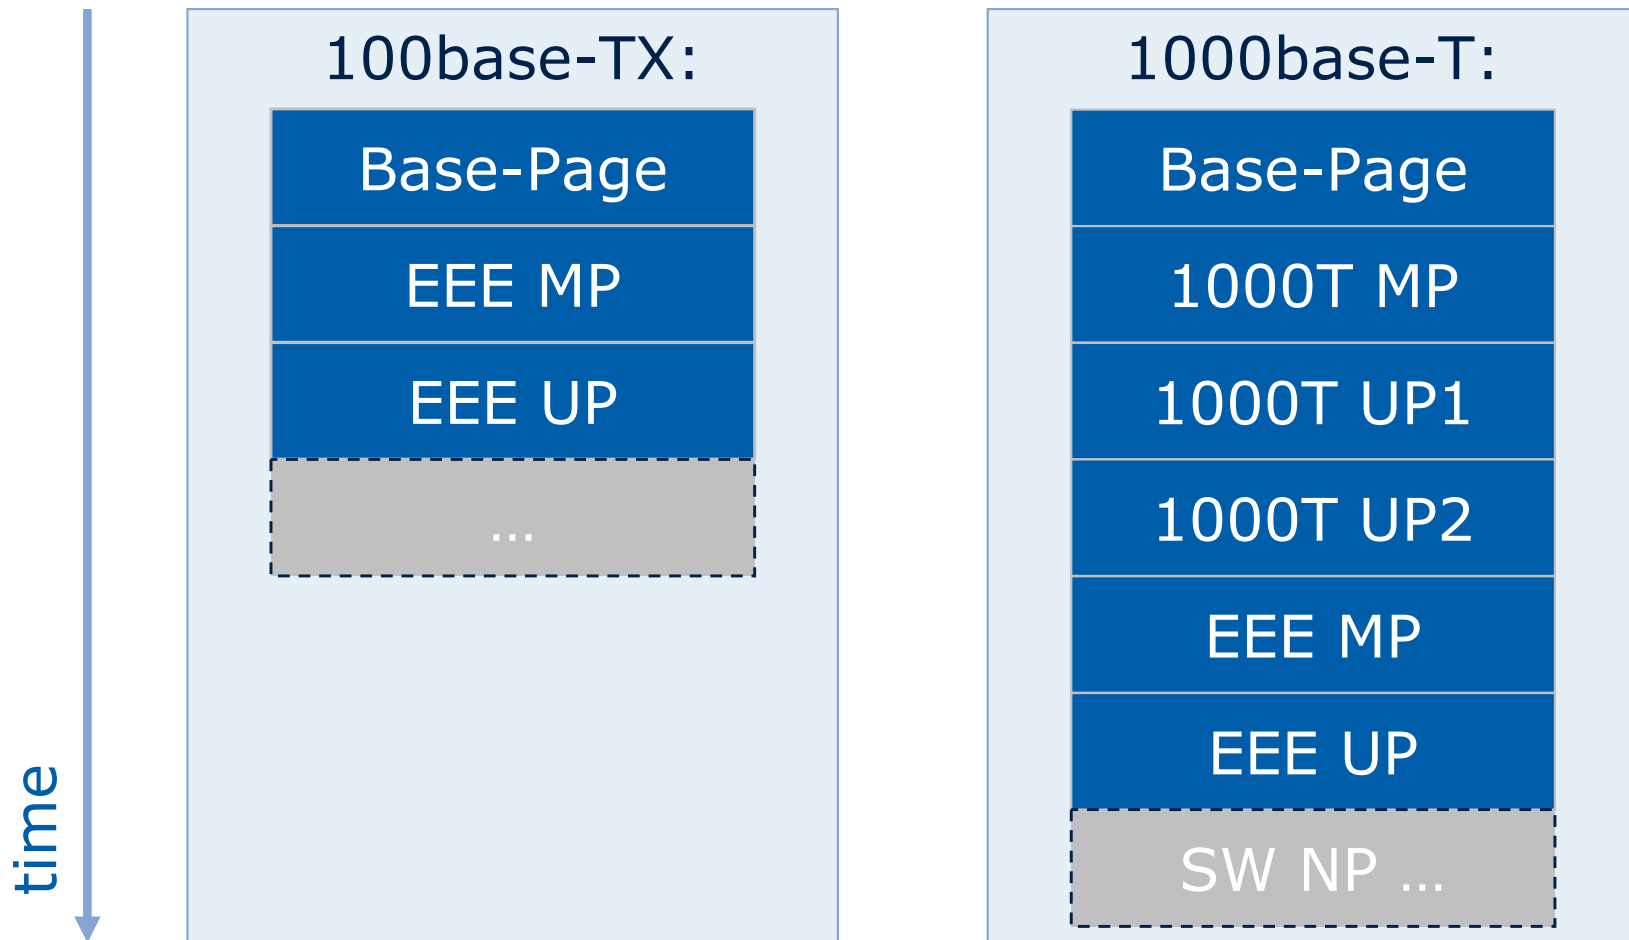 100base-TX:
Base-Page
EEE MP
EEE UP
...
1000base-T:
Base-Page
1000T MP
1000T UP1
1000T UP2
EEE MP
EEE UP
SW NP ...
time